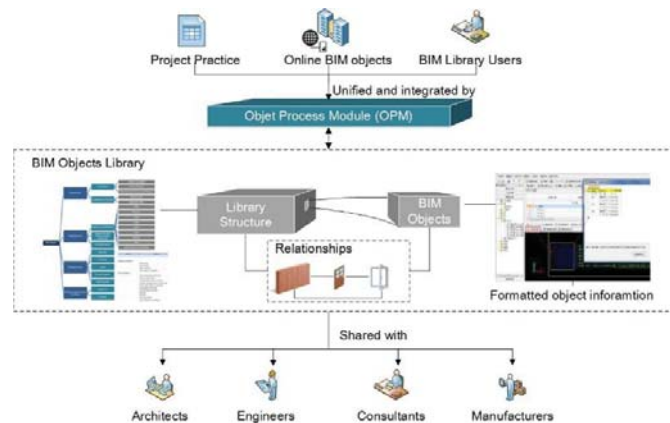 Project Practice
Online BIM objects
BIM Library Users
Unified and integrated by
Objet Process Module (OPM)
BIM Objects Library
Library
Structure
BIM
Objects
Relationships
Formatted object inforamtion
Shared with
Architects
Engineers
Consultants
Manufacturers